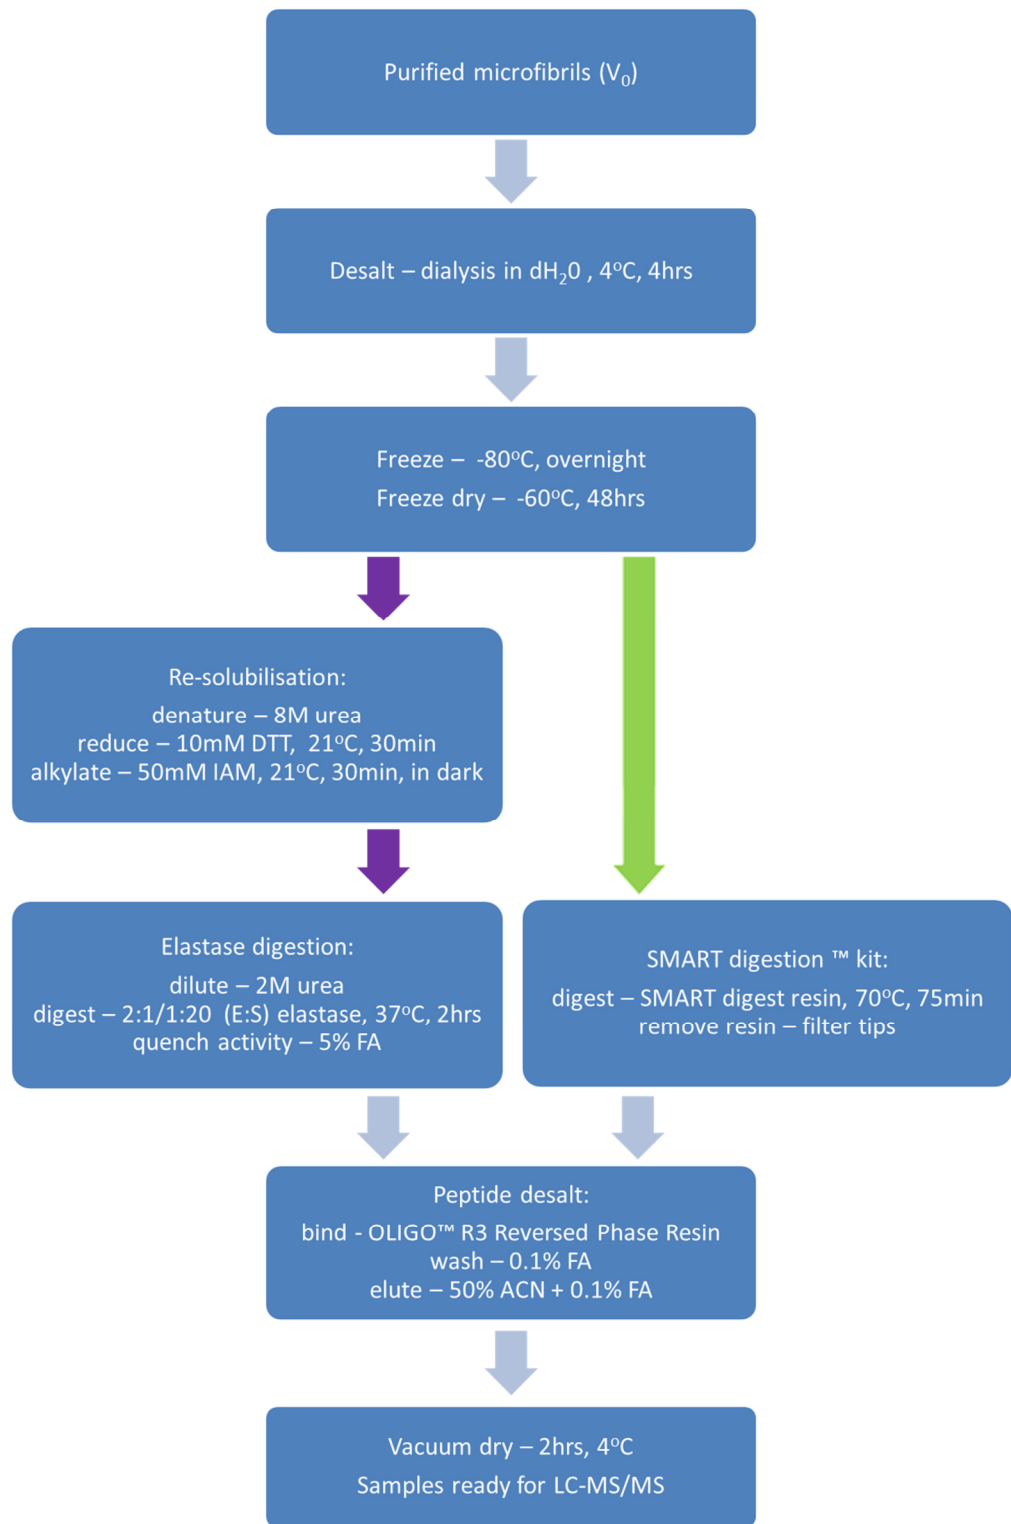 Purified microfibrils (V₀)
Desalt – dialysis in dH₂0 , 4ºC, 4hrs
Freeze – -80ºC, overnight
Freeze dry – -60ºC, 48hrs
Re-solubilisation:
denature – 8M urea
reduce – 10mM DTT, 21ºC, 30min
alkylate – 50mM IAM, 21ºC, 30min, in dark
Elastase digestion:
dilute – 2M urea
digest – 2:1/1:20 (E:S) elastase, 37ºC, 2hrs
quench activity – 5% FA
SMART digestion ™ kit:
digest – SMART digest resin, 70ºC, 75min
remove resin – filter tips
Peptide desalt:
bind - OLIGO™ R3 Reversed Phase Resin
wash – 0.1% FA
elute – 50% ACN + 0.1% FA
Vacuum dry – 2hrs, 4ºC
Samples ready for LC-MS/MS